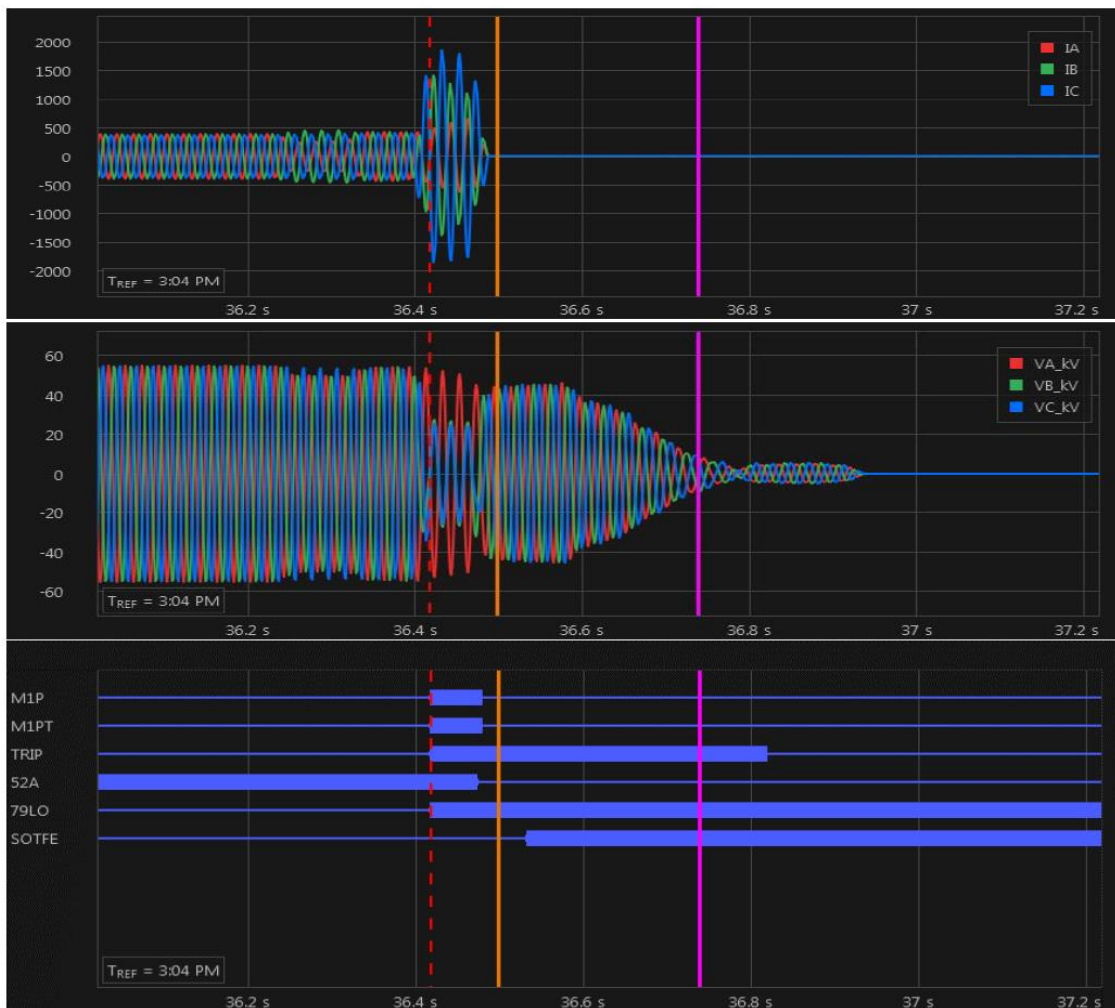 2000
1500
1000
500
0
-500
-1000
-1500
-2000
IA
IB
IC
TREF = 3:04 PM
36.2 s
36.4 s
36.6 s
36.8 s
37 s
37.2 s
60
40
20
0
-20
-40
-60
VA_kV
VB_kV
VC_kV
TREF = 3:04 PM
36.2 s
36.4 s
36.6 s
36.8 s
37 s
37.2 s
M1P
M1PT
TRIP
52A
79LO
SOTFE
TREF = 3:04 PM
36.2 s
36.4 s
36.6 s
36.8 s
37 s
37.2 s